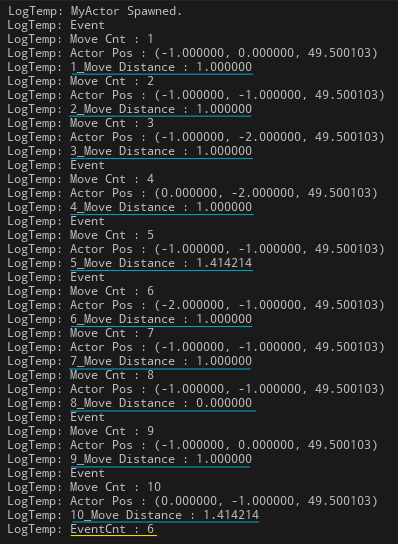 LogTemp: MyActor Spawned.
LogTemp: Event
LogTemp: Move Cnt : 1
LogTemp: Actor Pos : (-1.000000, 0.000000, 49.500103)
LogTemp: 1_Move Distance : 1.000000
LogTemp: Move Cnt : 2
LogTemp: Actor Pos : (-1.000000, -1.000000, 49.500103)
LogTemp: 2_Move Distance : 1.000000
LogTemp: Move Cnt : 3
LogTemp: Actor Pos : (-1.000000, -2.000000, 49.500103)
LogTemp: 3_Move Distance : 1.000000
LogTemp: Event
LogTemp: Move Cnt : 4
LogTemp: Actor Pos : (0.000000, -2.000000, 49.500103)
LogTemp: 4_Move Distance : 1.000000
LogTemp: Event
LogTemp: Move Cnt : 5
LogTemp: Actor Pos : (-1.000000, -1.000000, 49.500103)
LogTemp: 5_Move Distance : 1.414214
LogTemp: Event
LogTemp: Move Cnt : 6
LogTemp: Actor Pos : (-2.000000, -1.000000, 49.500103)
LogTemp: 6_Move Distance : 1.000000
LogTemp: Move Cnt : 7
LogTemp: Actor Pos : (-1.000000, -1.000000, 49.500103)
LogTemp: 7_Move Distance : 1.000000
LogTemp: Move Cnt : 8
LogTemp: Actor Pos : (-1.000000, -1.000000, 49.500103)
LogTemp: 8_Move Distance : 0.000000
LogTemp: Event
LogTemp: Move Cnt : 9
LogTemp: Actor Pos : (-1.000000, 0.000000, 49.500103)
LogTemp: 9_Move Distance : 1.000000
LogTemp: Event
LogTemp: Move Cnt : 10
LogTemp: Actor Pos : (0.000000, -1.000000, 49.500103)
LogTemp: 10_Move Distance : 1.414214
LogTemp: EventCnt : 6